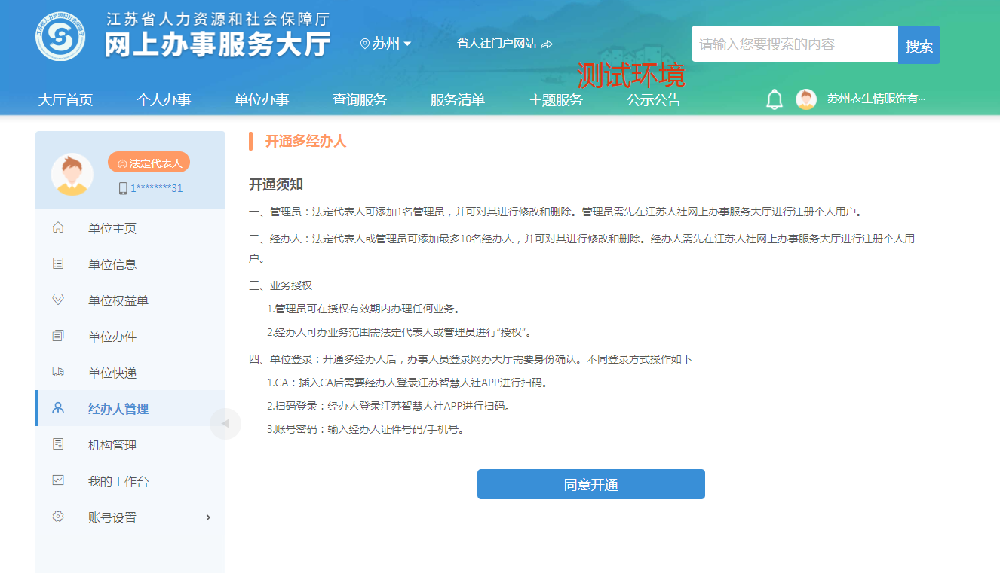 江苏省人力资源和社会保障厅
网上办事服务大厅
苏州
省人社门户网站
请输入您要搜索的内容
搜索
测试环境
大厅首页
个人办事
单位办事
查询服务
服务清单
主题服务
公示公告
苏州衣生情服饰有···
法定代表人
1********31
单位主页
单位信息
单位权益单
单位办件
单位快递
经办人管理
机构管理
我的工作台
账号设置
开通多经办人
开通须知
一、管理员：法定代表人可添加1名管理员，并可对其进行修改和删除。管理员需先在江苏人社网上办事服务大厅进行注册个人用户。
二、经办人：法定代表人或管理员可添加最多10名经办人，并可对其进行修改和删除。经办人需先在江苏人社网上办事服务大厅进行注册个人用
户。
三、业务授权
1.管理员可在授权有效期内办理任何业务。
2.经办人可办业务范围需法定代表人或管理员进行“授权”。
四、单位登录：开通多经办人后，办事人员登录网办大厅需要身份确认。不同登录方式操作如下
1.CA：插入CA后需要经办人登录江苏智慧人社APP进行扫码。
2.扫码登录：经办人登录江苏智慧人社APP进行扫码。
3.账号密码：输入经办人证件号码/手机号。
同意开通